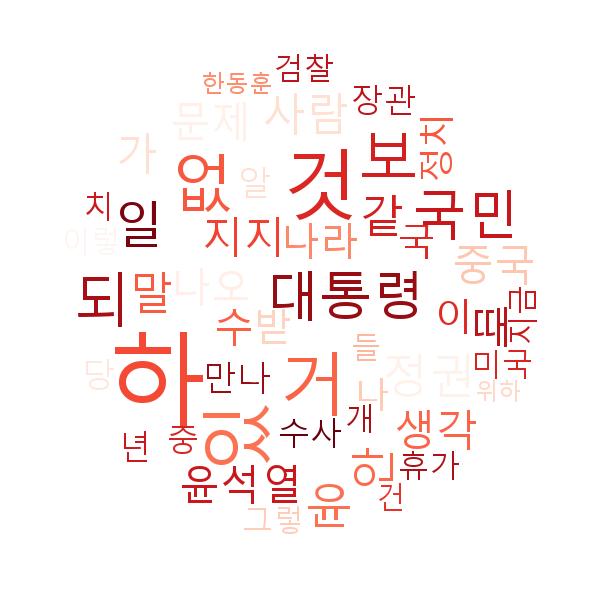 검찰
한동훈
장관
사람
문제
정치
가
보
없
것
알
치
일
같
국민
지지
나라
국
이렇
중국
되
말
나오
대통령
지금
이
때
수
받
하
들
미국
거
만나
당
정권
나
위하
있
개
생각
수사
년
중
하
휴가
윤석열
윤
건
그렇